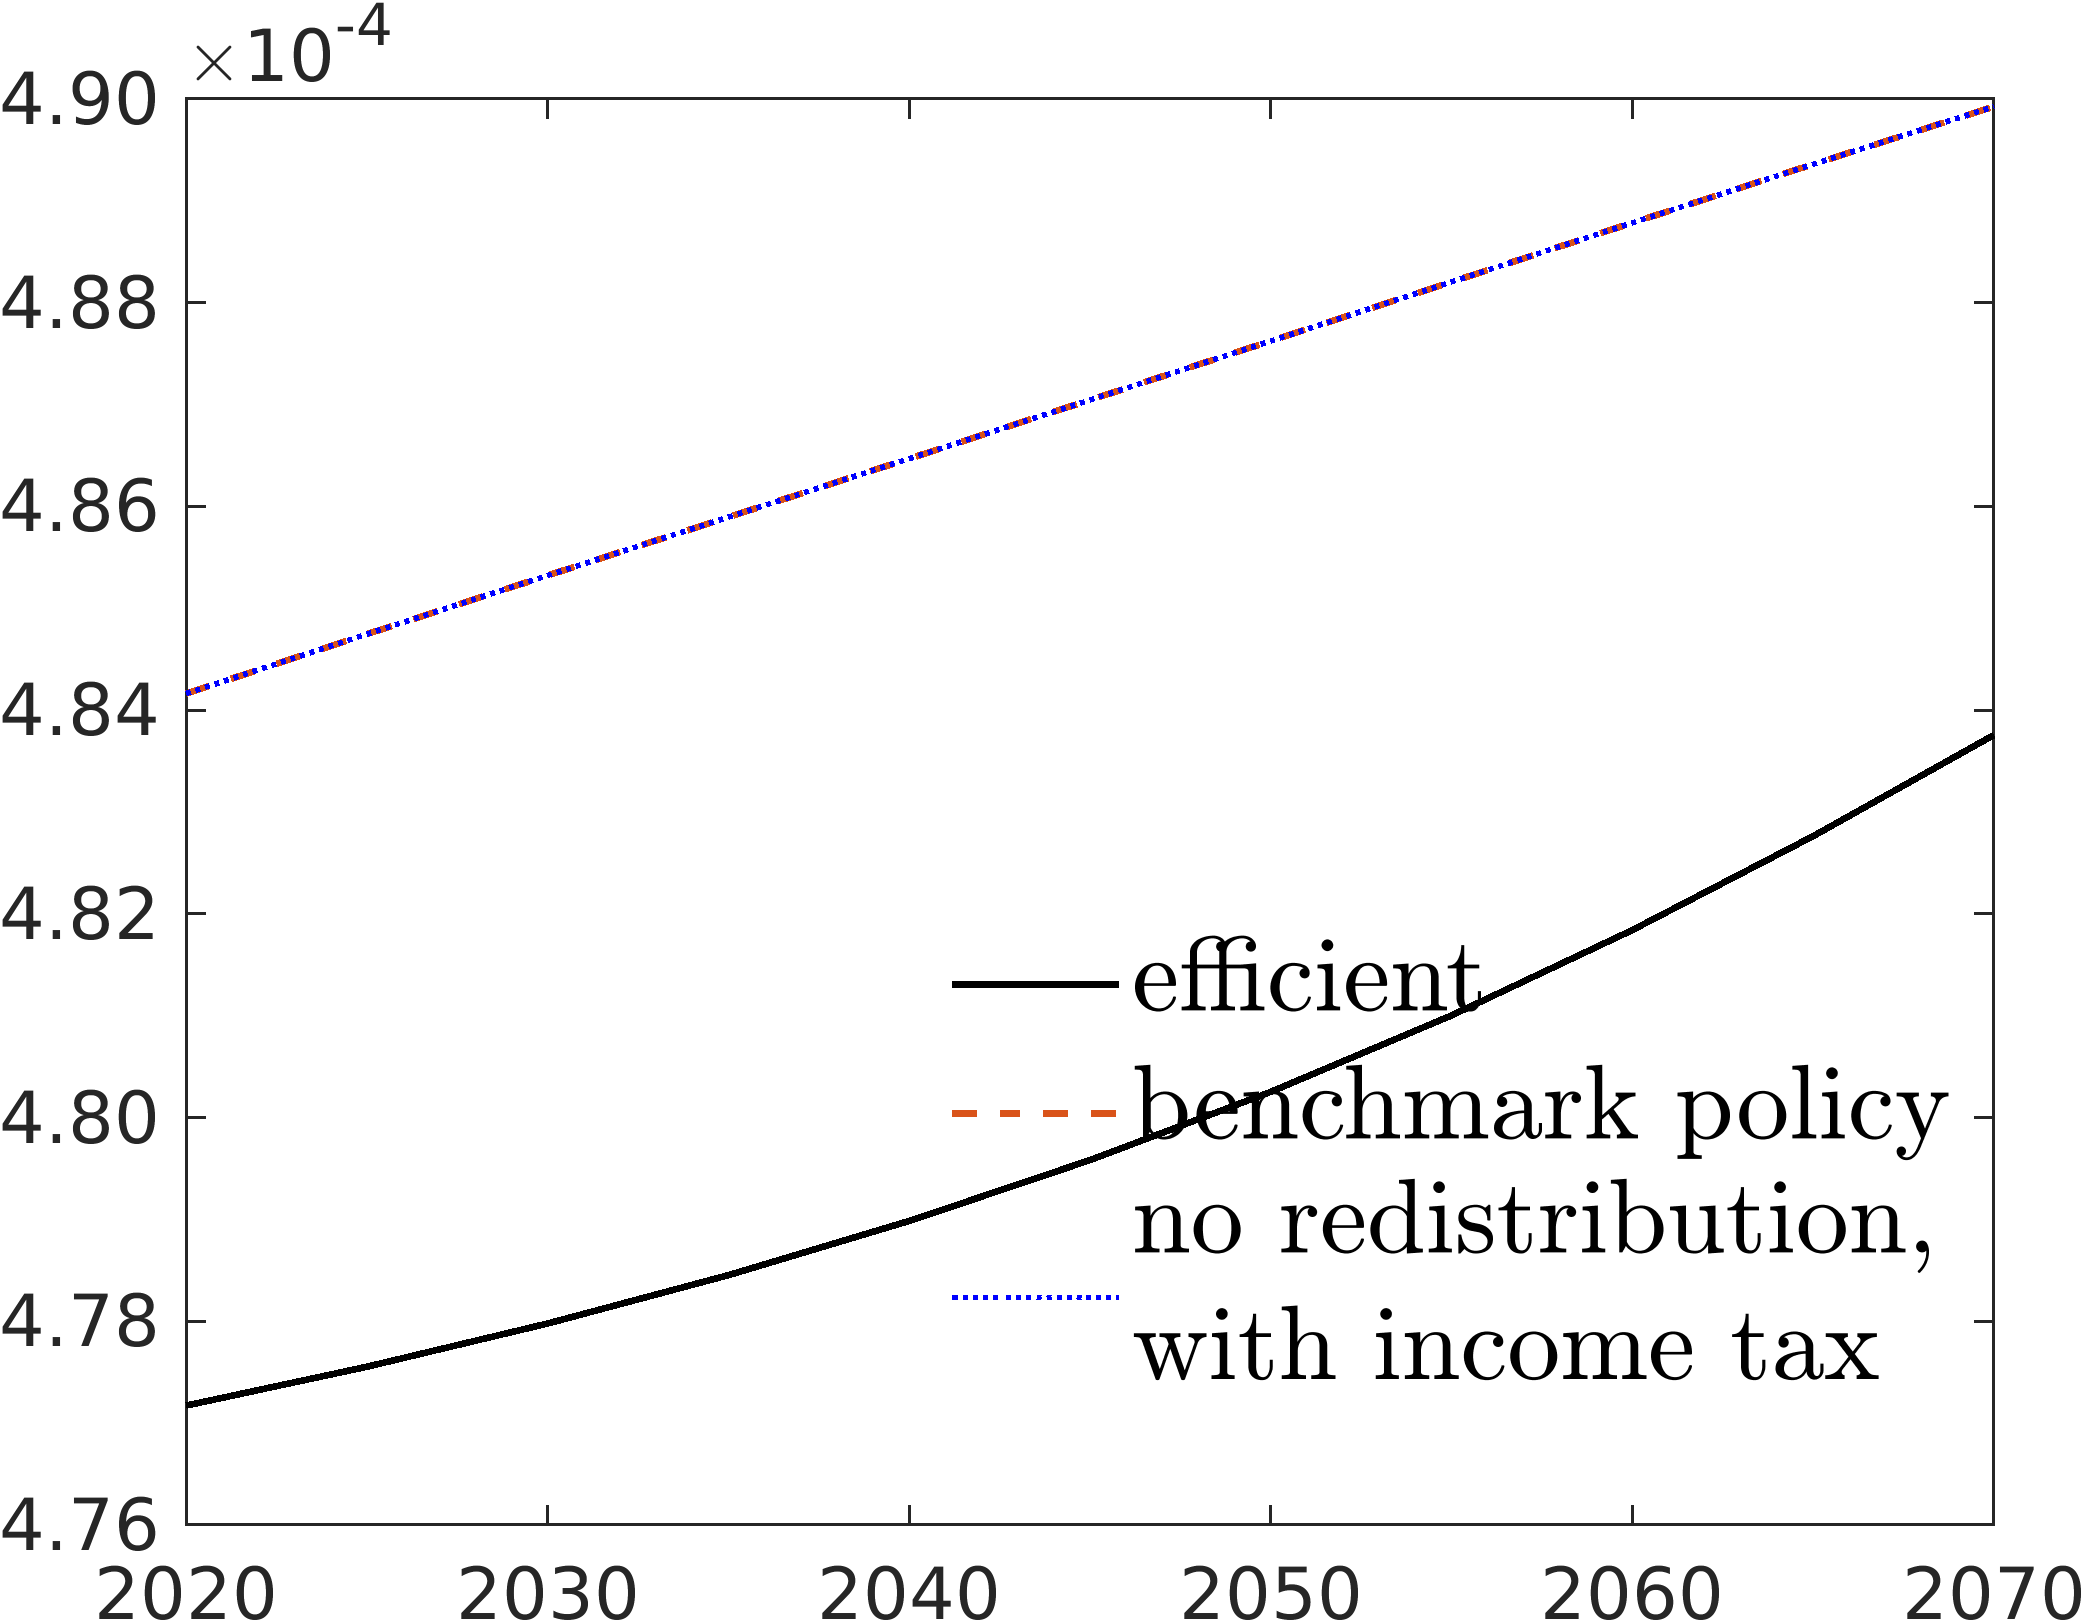 ×10-4
4.90
4.88
4.86
4.84
4.82
4.80
4.78
4.76
efficient
benchmark policy
no redistribution,
with income tax
2020 2030 2040 2050 2060 2070